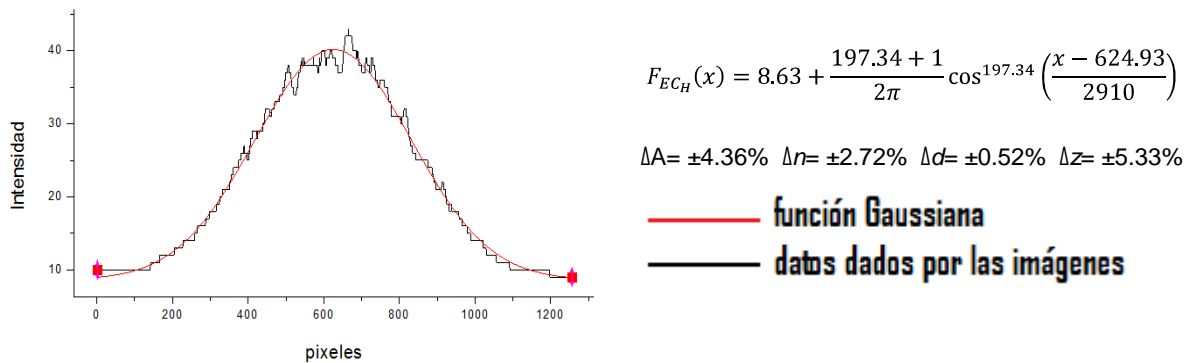 Intensidad
40
30
20
10
0
200
400
600
800
1000
1200
pixeles
F_{EC_H}(x) = 8.63 + \frac{197.34 + 1}{2π} cos^{197.34} (\frac{x − 624.93}{2910})
ΔA= ±4.36% Δn= ±2.72% Δd= ±0.52% Δz= ±5.33%
función Gaussiana
datos dados por las imágenes